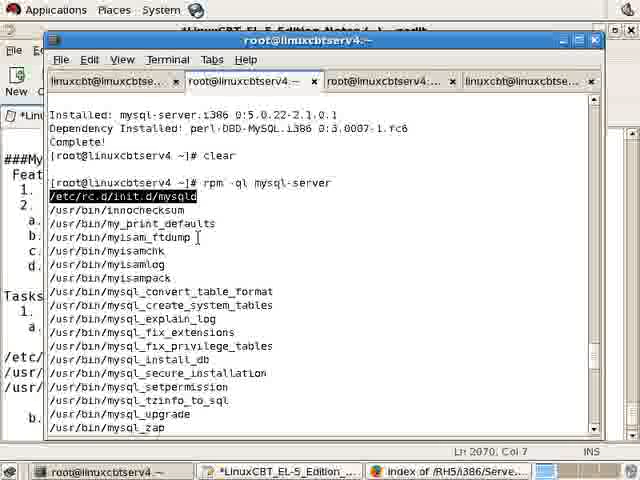 Applications Places System
root@linuxcbtserv4:~
File Edit View Terminal Tabs Help
linuxcbt@linuxcbtse... root@linuxcbtserv4:~ root@linuxcbtserv4:... linuxcbt@linuxcbtse...
Installed: mysql-server.i386 0:5.0.22-2.1.0.1
Dependency Installed: perl-DBD-MySQL.i386 0:3.0007-1.fc6
Complete!
[root@linuxcbtserv4 ~]# clear
[root@linuxcbtserv4 ~]# rpm -ql mysql-server
/etc/rc.d/init.d/mysqld
/usr/bin/innochecksum
/usr/bin/my_print_defaults
/usr/bin/myisam_ftdump
/usr/bin/myisamchk
/usr/bin/myisamlog
/usr/bin/myisampack
/usr/bin/mysql_convert_table_format
/usr/bin/mysql_create_system_tables
/usr/bin/mysql_explain_log
/usr/bin/mysql_fix_extensions
/usr/bin/mysql_fix_privilege_tables
/usr/bin/mysql_install_db
/usr/bin/mysql_secure_installation
/usr/bin/mysql_setpermission
/usr/bin/mysql_tzinfo_to_sql
/usr/bin/mysql_upgrade
/usr/bin/mysql_zap
File
New
*Linux
###My
Feat
1.
2.
a.
b.
c.
d.
Tasks
1.
a.
/etc/
/usr/
/usr/
b.
Ln 2070, Col 7 INS
root@linuxcbtserv4:~ *LinuxCBT_EL-5_Edition_... Index of /RH5/i386/Serve...